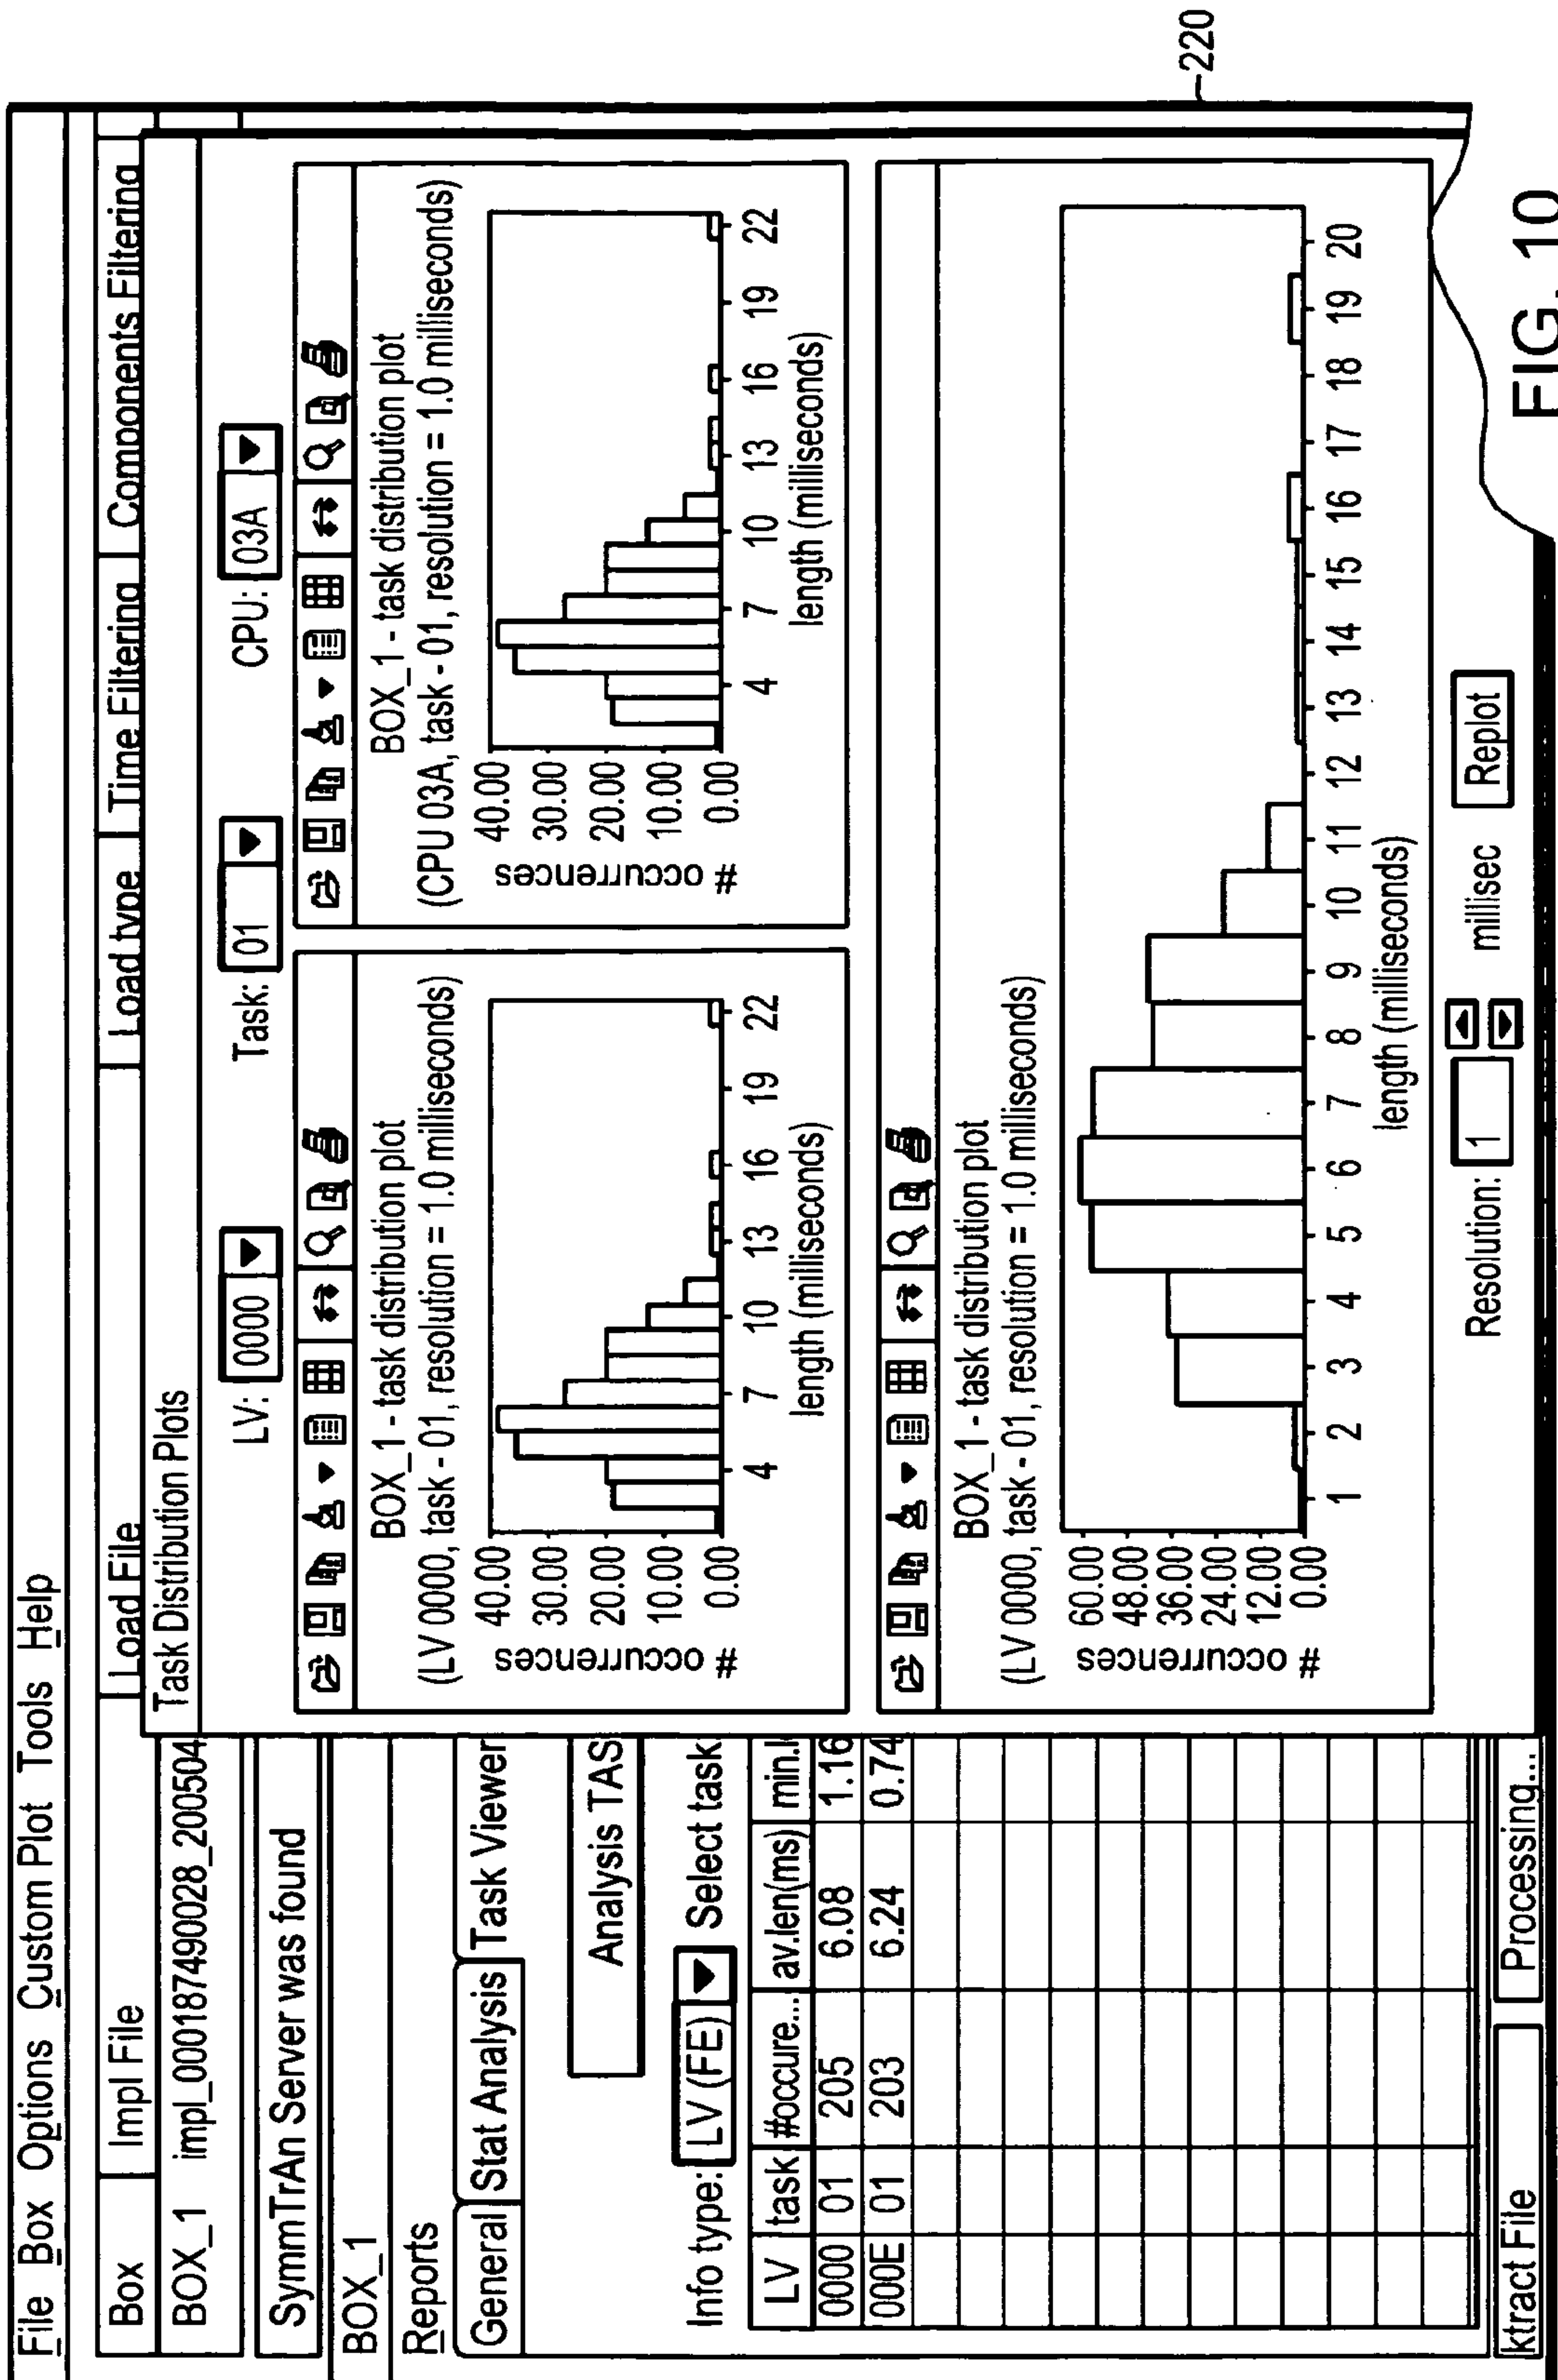 File Box Options Custom Plot Tools Help
Box Impl File Load File Load type Time Filtering Components Filtering
BOX_1 impl_000187490028_200504
SymmTrAn Server was found
BOX_1
Reports
General Stat Analysis Task Viewer
Analysis TAS
Info type: LV (FE) Select task
LV task #occure... av.len(ms) min.l
0000 01 205 6.08 1.16
000E 01 203 6.24 0.74
ktract File Processing...
Task Distribution Plots
LV: 0000 Task: 01 CPU: 03A
BOX_1 - task distribution plot
(LV 0000, task - 01, resolution = 1.0 milliseconds)
# occurrences
40.00
30.00
20.00
10.00
0.00
4 7 10 13 16 19 22
length (milliseconds)
BOX_1 - task distribution plot
(CPU 03A, task - 01, resolution = 1.0 milliseconds)
# occurrences
40.00
30.00
20.00
10.00
0.00
4 7 10 13 16 19 22
length (milliseconds)
BOX_1 - task distribution plot
(LV 0000, task - 01, resolution = 1.0 milliseconds)
# occurrences
60.00
48.00
36.00
24.00
12.00
0.00
1 2 3 4 5 6 7 8 9 10 11 12 13 14 15 16 17 18 19 20
length (milliseconds)
Resolution: 1 millisec Replot
220
FIG. 10